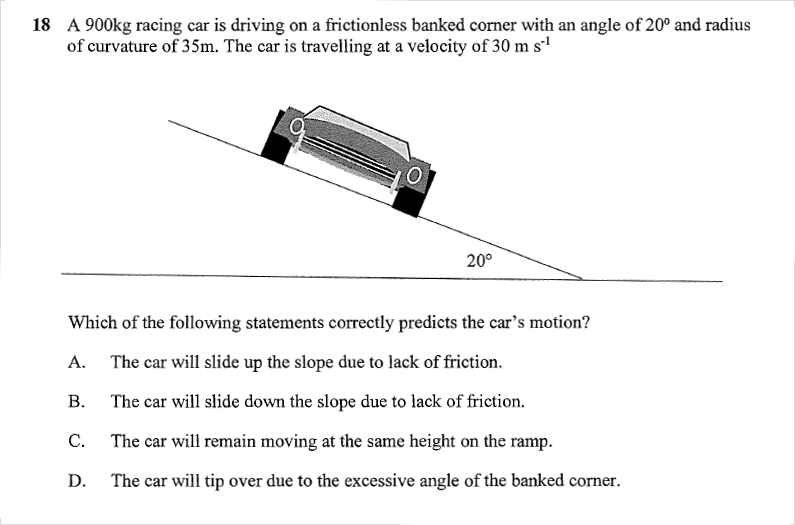 18 A 900kg racing car is driving on a frictionless banked corner with an angle of 20º and radius
of curvature of 35m. The car is travelling at a velocity of 30 m s⁻¹
20º
Which of the following statements correctly predicts the car's motion?
A. The car will slide up the slope due to lack of friction.
B. The car will slide down the slope due to lack of friction.
C. The car will remain moving at the same height on the ramp.
D. The car will tip over due to the excessive angle of the banked corner.